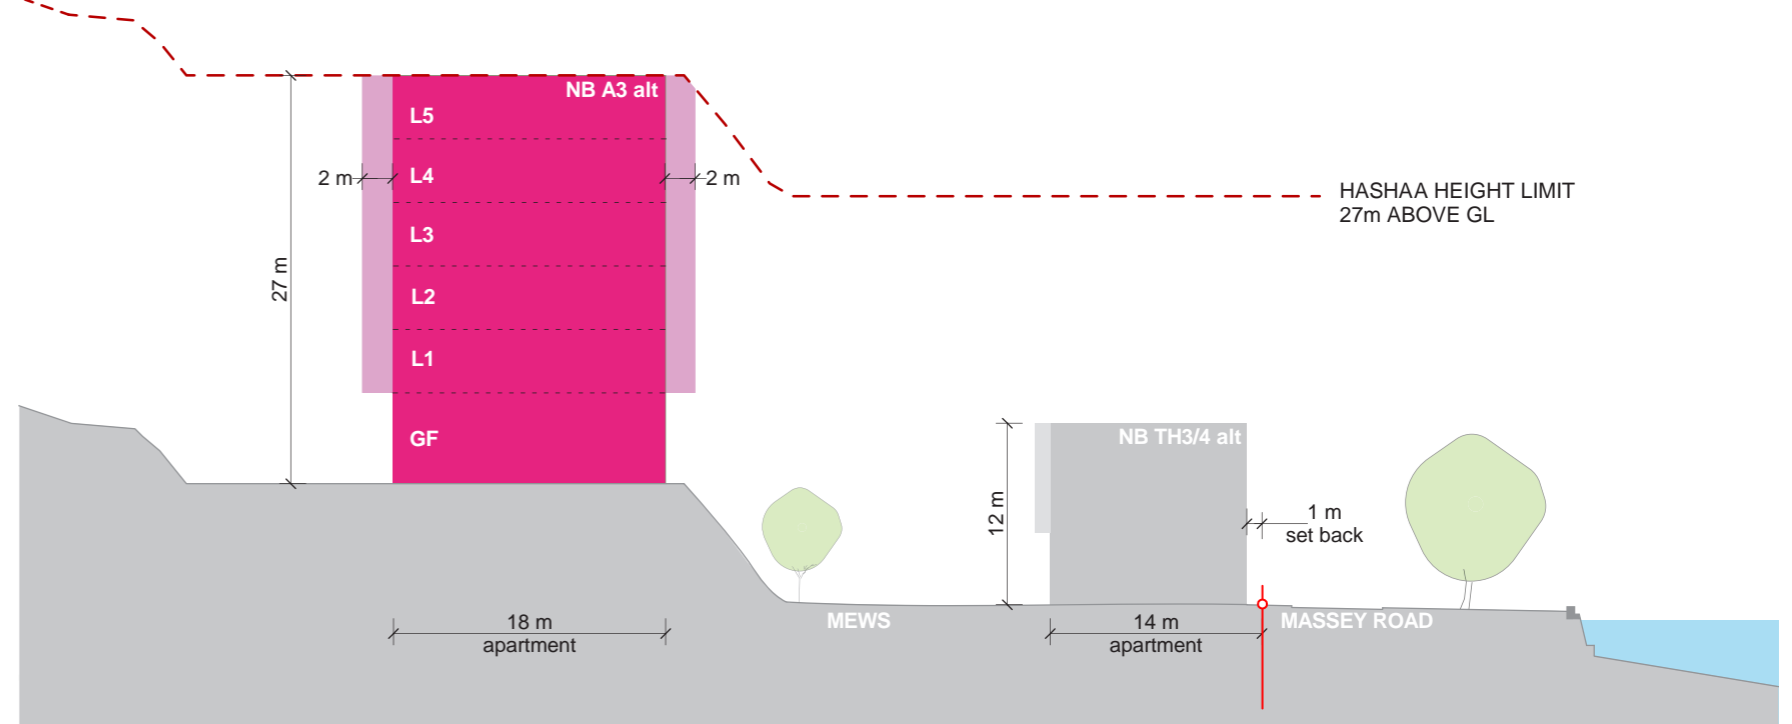 NB A3 alt
L5
2 m
L4
2 m
HASHAA HEIGHT LIMIT
27m ABOVE GL
L3
27 m
L2
L1
GF
NB TH3/4 alt
12 m
1 m
set back
18 m
apartment
MEWS
14 m
apartment
MASSEY ROAD